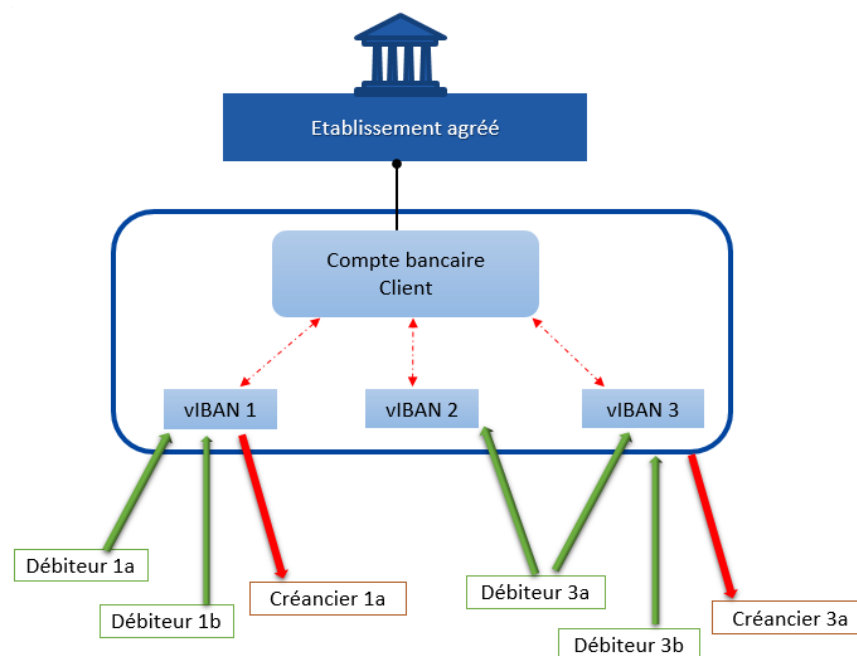 Etablissement agréé
Compte bancaire
Client
vIBAN 1
vIBAN 2
vIBAN 3
Débiteur 1a
Débiteur 1b
Créancier 1a
Débiteur 3a
Débiteur 3b
Créancier 3a